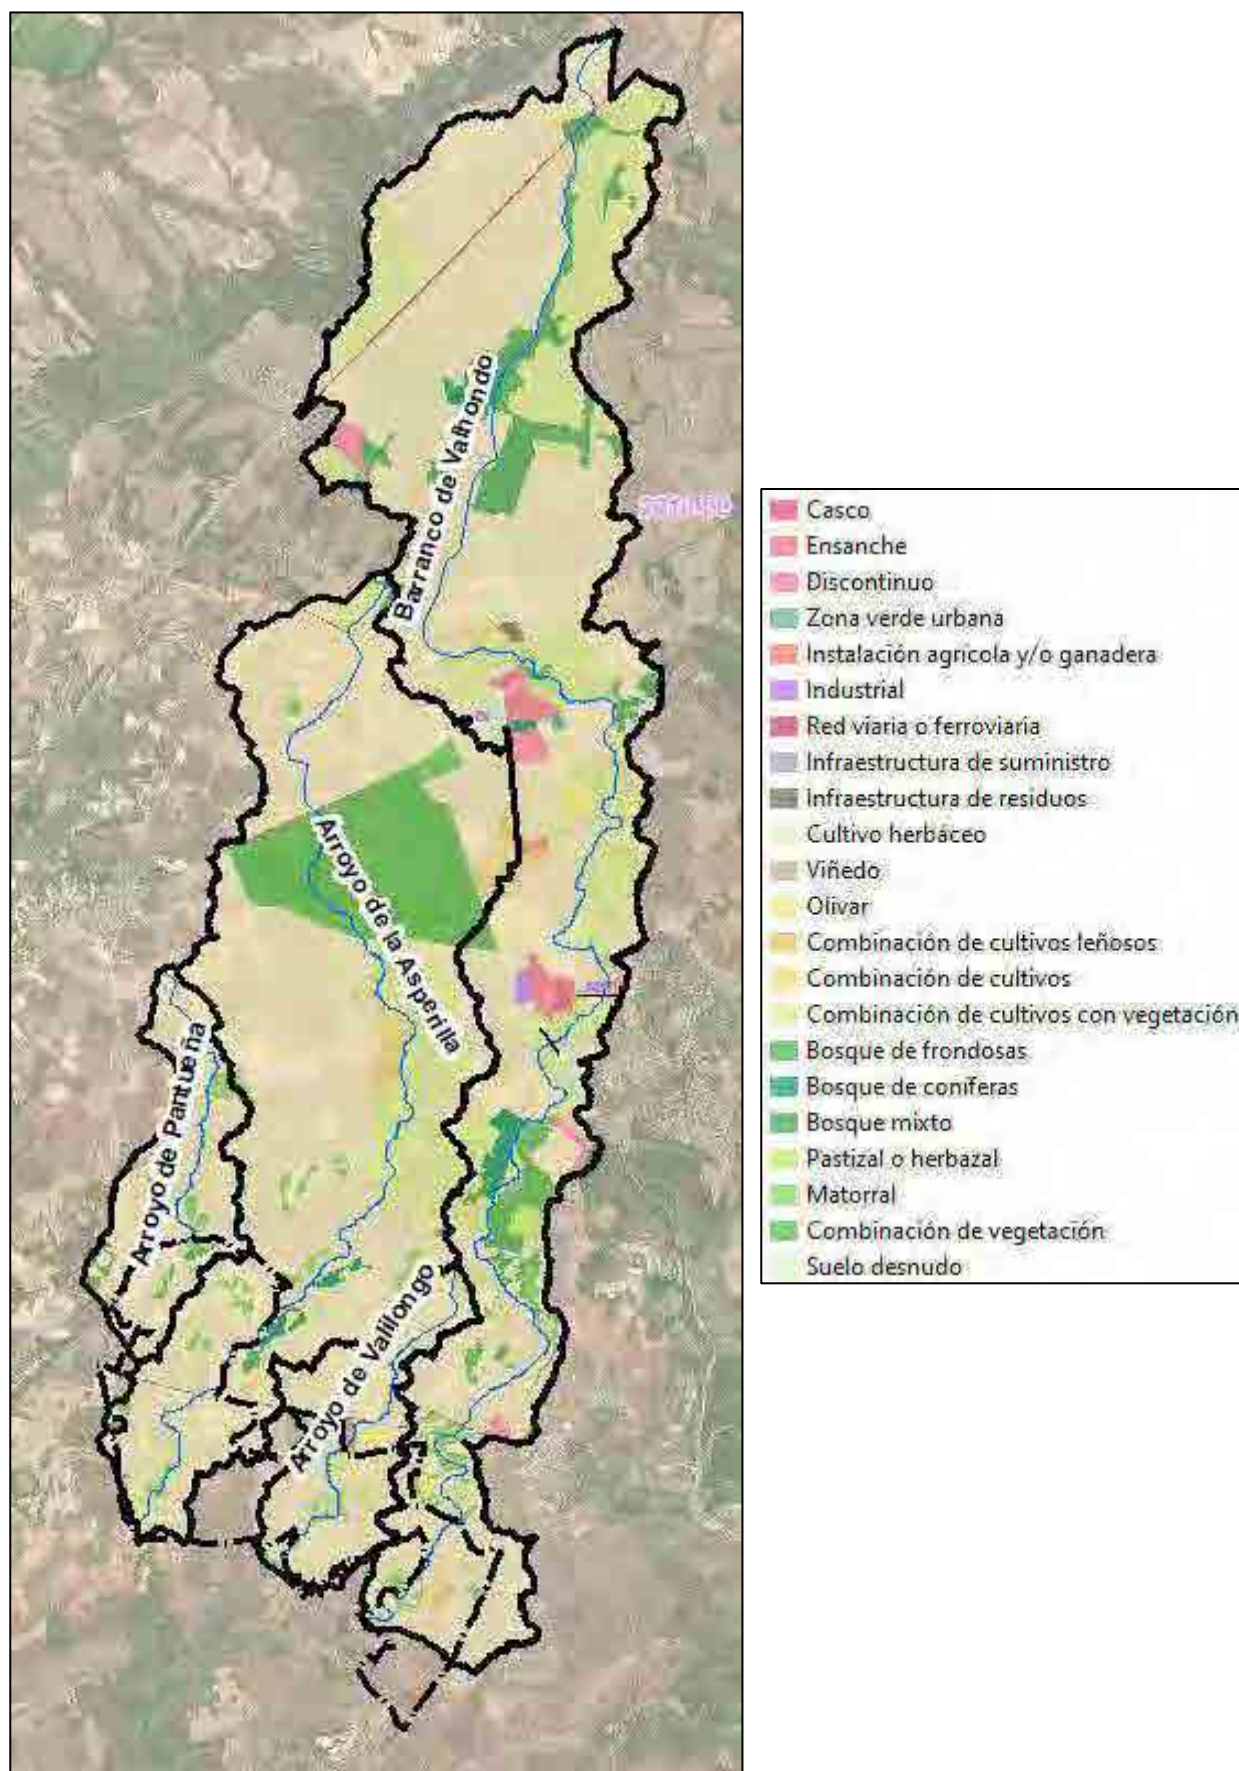 Barranco de Valhondo
Arroyo de la Asperilla
Arroyo de Pantueña
Arroyo de Valilongo
Casco
Ensanche
Discontinuo
Zona verde urbana
Instalación agrícola y/o ganadera
Industrial
Red viaria o ferroviaria
Infraestructura de suministro
Infraestructura de residuos
Cultivo herbáceo
Viñedo
Olivar
Combinación de cultivos leñosos
Combinación de cultivos
Combinación de cultivos con vegetación
Bosque de frondosas
Bosque de coníferas
Bosque mixto
Pastizal o herbazal
Matorral
Combinación de vegetación
Suelo desnudo